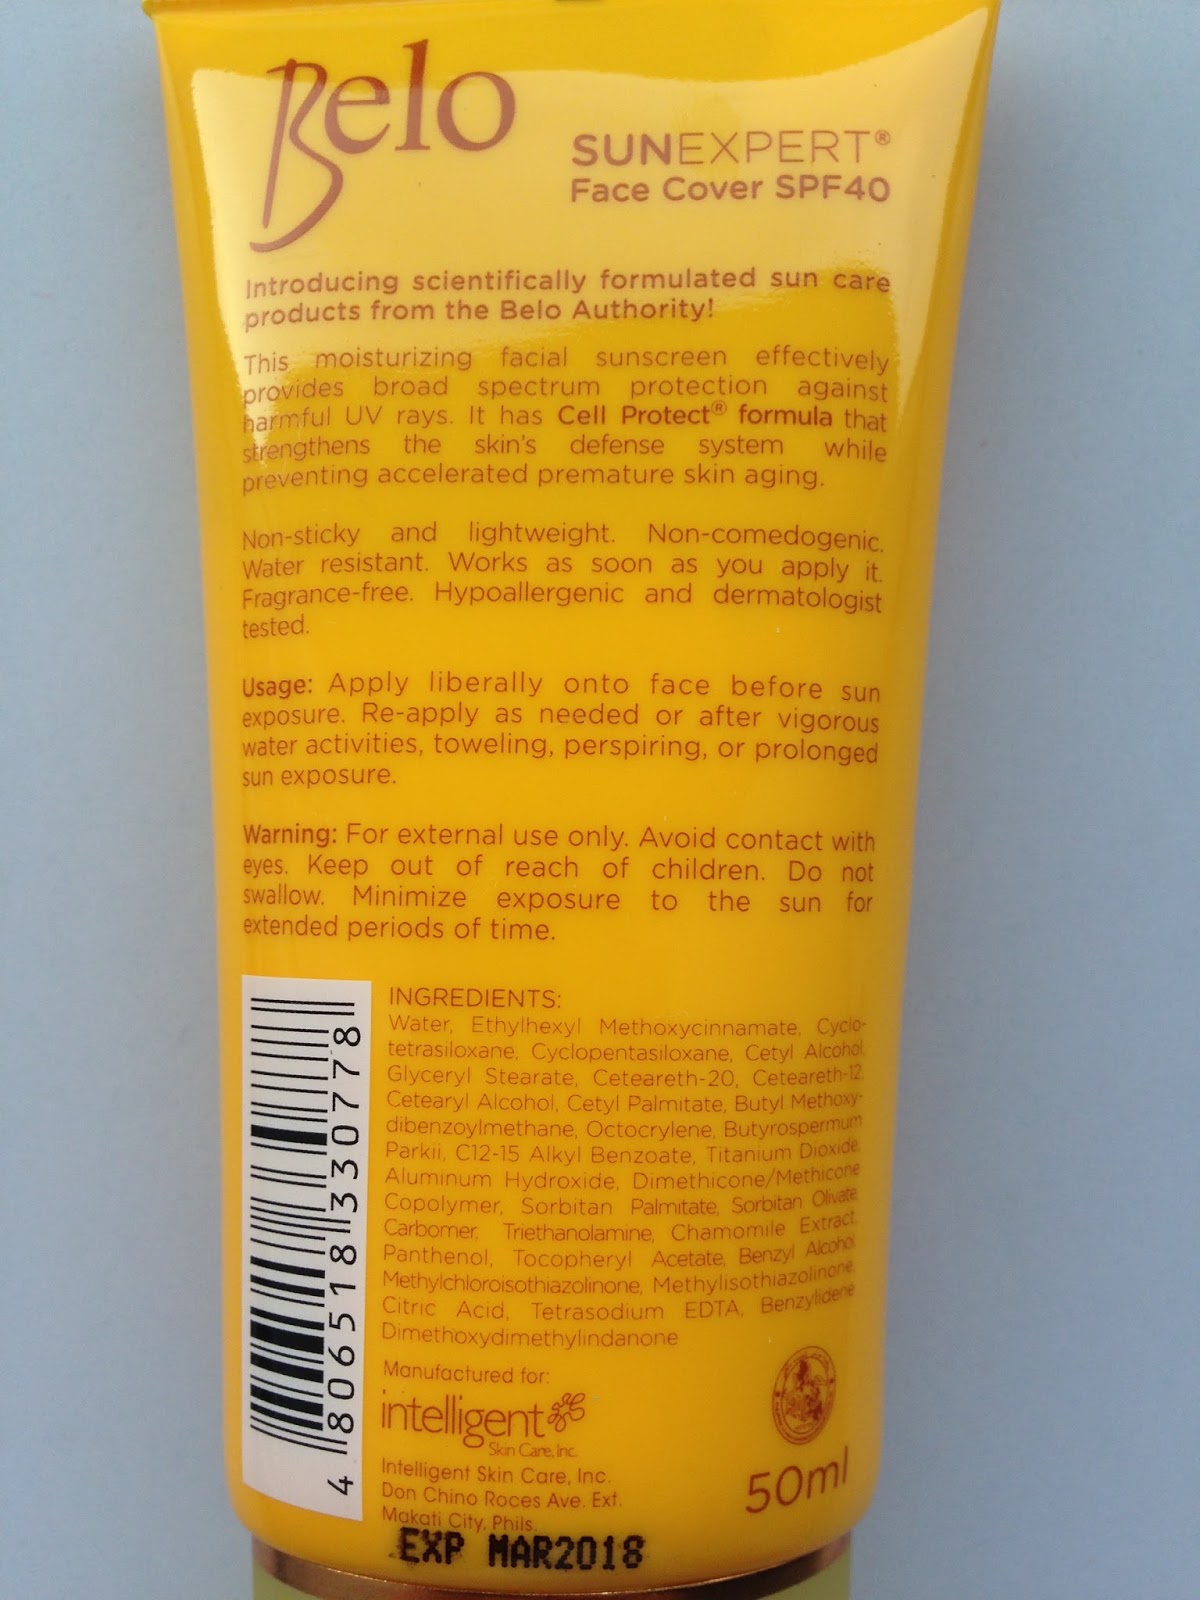 Belo
SUNEXPERT®
Face Cover SPF40
Introducing scientifically formulated sun care
products from the Belo Authority!
This moisturizing facial sunscreen effectively
provides broad spectrum protection against
harmful UV rays. It has Cell Protect® formula that
strengthens the skin's defense system while
preventing accelerated premature skin aging.
Non-sticky and lightweight. Non-comedogenic.
Water resistant. Works as soon as you apply it.
Fragrance-free. Hypoallergenic and dermatologist
tested.
Usage: Apply liberally onto face before sun
exposure. Re-apply as needed or after vigorous
water activities, toweling, perspiring, or prolonged
sun exposure.
Warning: For external use only. Avoid contact with
eyes. Keep out of reach of children. Do not
swallow. Minimize exposure to the sun for
extended periods of time.
4 806518 330778
INGREDIENTS:
Water, Ethylhexyl Methoxycinnamate, Cyclo-
tetrasiloxane, Cyclopentasiloxane, Cetyl Alcohol,
Glyceryl Stearate, Ceteareth-20, Ceteareth-12,
Cetearyl Alcohol, Cetyl Palmitate, Butyl Methoxy-
dibenzoylmethane, Octocrylene, Butyrospermum
Parkii, C12-15 Alkyl Benzoate, Titanium Dioxide,
Aluminum Hydroxide, Dimethicone/Methicone
Copolymer, Sorbitan Palmitate, Sorbitan Olivate,
Carbomer, Triethanolamine, Chamomile Extract,
Panthenol, Tocopheryl Acetate, Benzyl Alcohol,
Methylchloroisothiazolinone, Methylisothiazolinone,
Citric Acid, Tetrasodium EDTA, Benzylidene
Dimethoxydimethylindanone
Manufactured for:
intelligent
Skin Care, Inc.
Intelligent Skin Care, Inc.
Don Chino Roces Ave. Ext.
Makati City, Phils.
50ml
EXP MAR2018